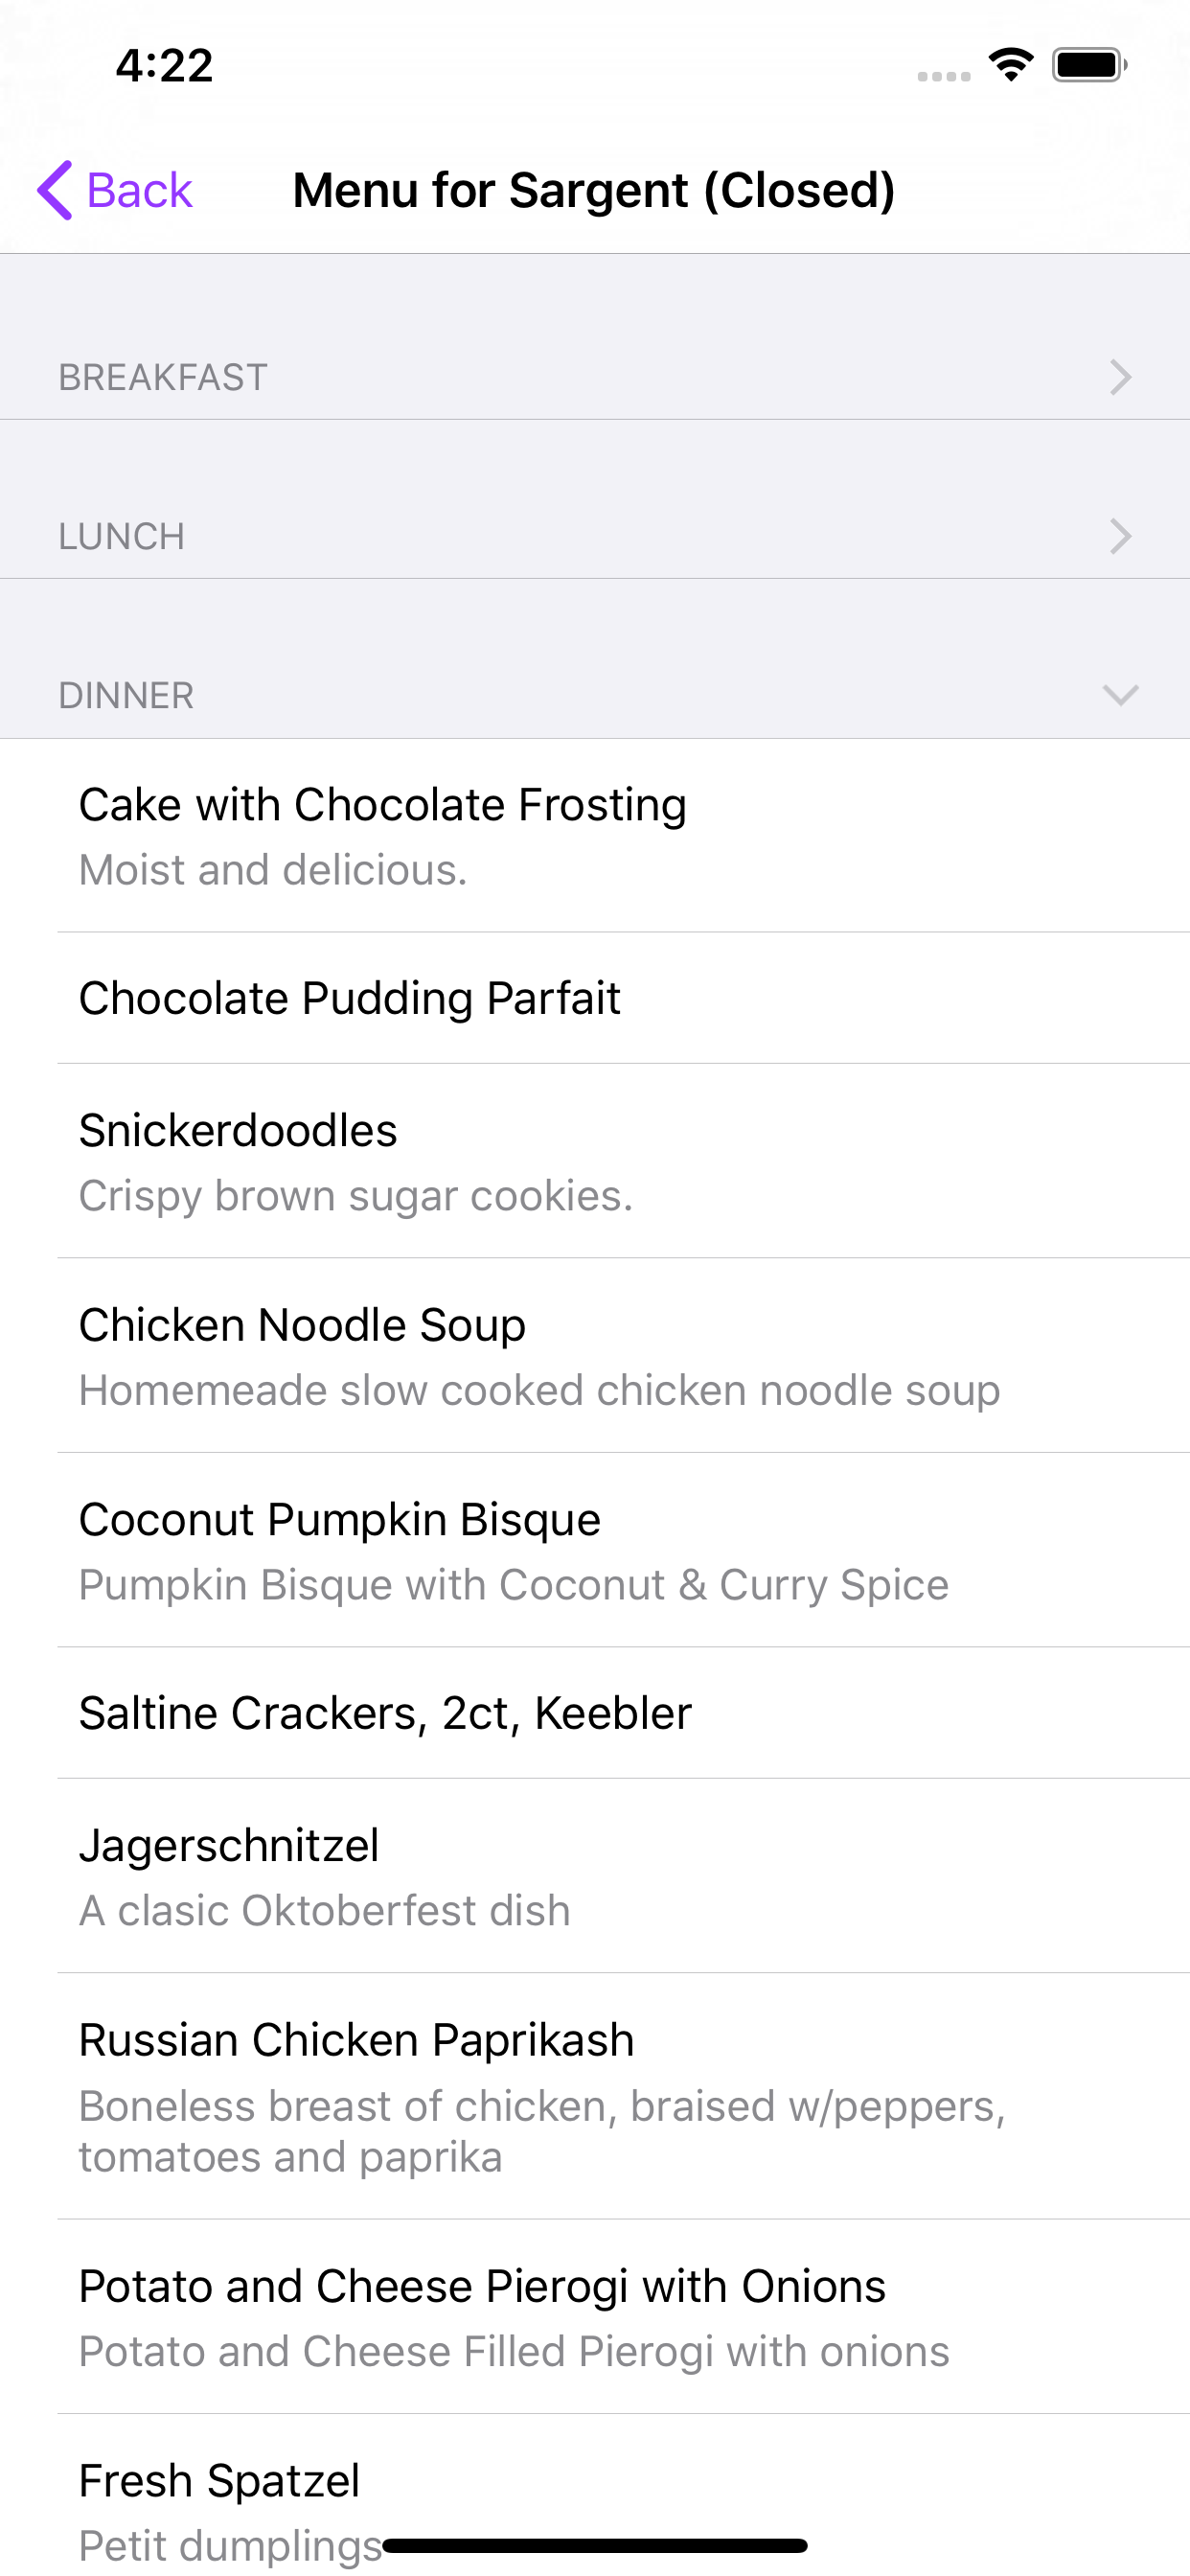 4:22
Back
Menu for Sargent (Closed)
BREAKFAST
LUNCH
DINNER
Cake with Chocolate Frosting
Moist and delicious.
Chocolate Pudding Parfait
Snickerdoodles
Crispy brown sugar cookies.
Chicken Noodle Soup
Homemeade slow cooked chicken noodle soup
Coconut Pumpkin Bisque
Pumpkin Bisque with Coconut & Curry Spice
Saltine Crackers, 2ct, Keebler
Jagerschnitzel
A clasic Oktoberfest dish
Russian Chicken Paprikash
Boneless breast of chicken, braised w/peppers,
tomatoes and paprika
Potato and Cheese Pierogi with Onions
Potato and Cheese Filled Pierogi with onions
Fresh Spatzel
Petit dumplings